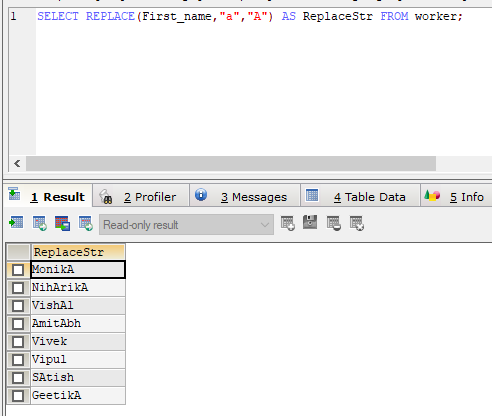 1 SELECT REPLACE(First_name,"a","A") AS ReplaceStr FROM worker;
1 Result 2 Profiler 3 Messages 4 Table Data 5 Info
Read-only result
ReplaceStr
MonikA
NihArikA
VishAl
AmitAbh
Vivek
Vipul
SAtish
GeetikA